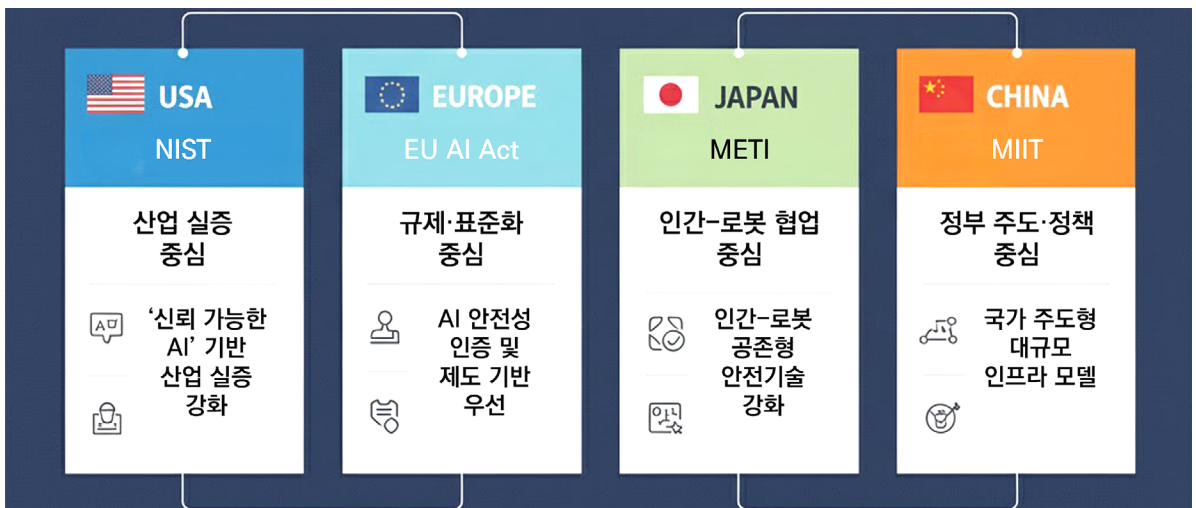 USA
NIST
산업 실증
중심
‘신뢰 가능한
AI’ 기반
산업 실증
강화
EUROPE
EU AI Act
규제·표준화
중심
AI 안전성
인증 및
제도 기반
우선
JAPAN
METI
인간-로봇 협업
중심
인간-로봇
공존형
안전기술
강화
CHINA
MIIT
정부 주도·정책
중심
국가 주도형
대규모
인프라 모델